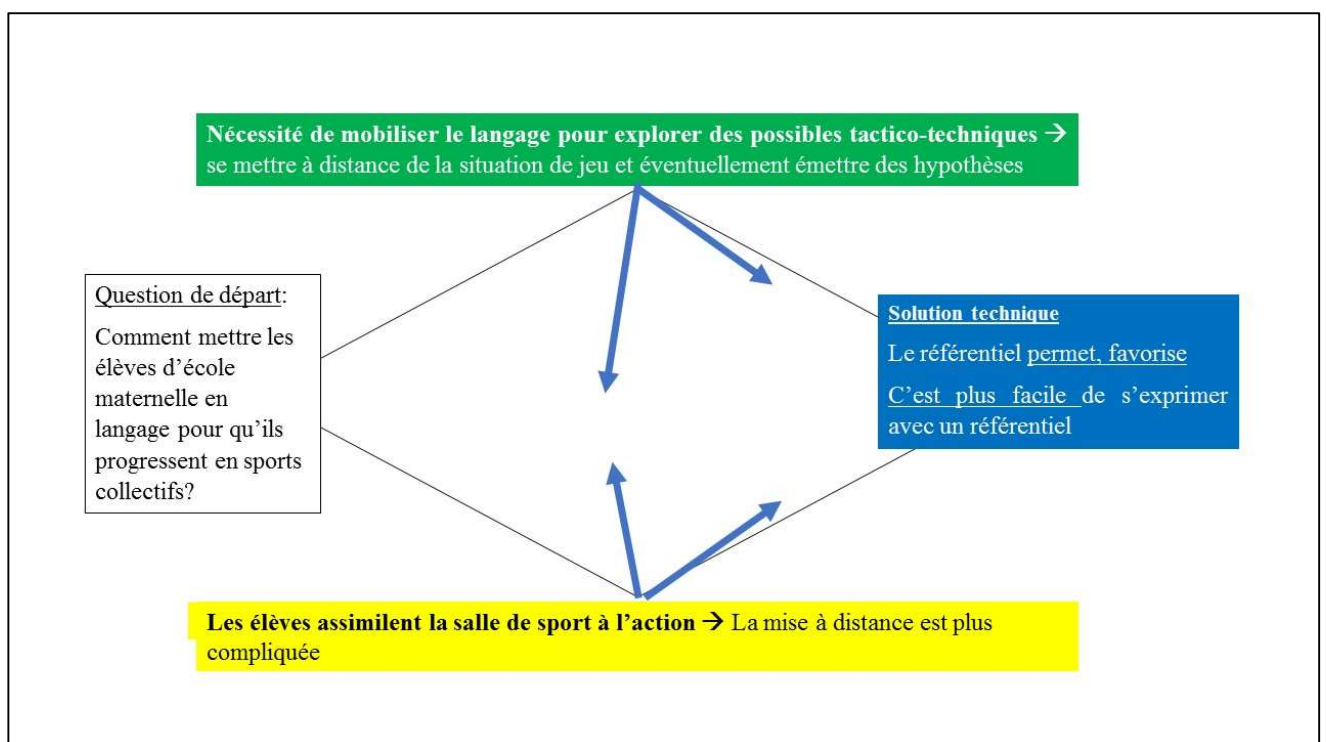 Nécessité de mobiliser le langage pour explorer des possibles tactico-techniques →
se mettre à distance de la situation de jeu et éventuellement émettre des hypothèses
Question de départ:
Comment mettre les
élèves d’école
maternelle en
langage pour qu’ils
progressent en sports
collectifs?
Solution technique
Le référentiel permet, favorise
C’est plus facile de s’exprimer
avec un référentiel
Les élèves assimilent la salle de sport à l’action → La mise à distance est plus
compliquée